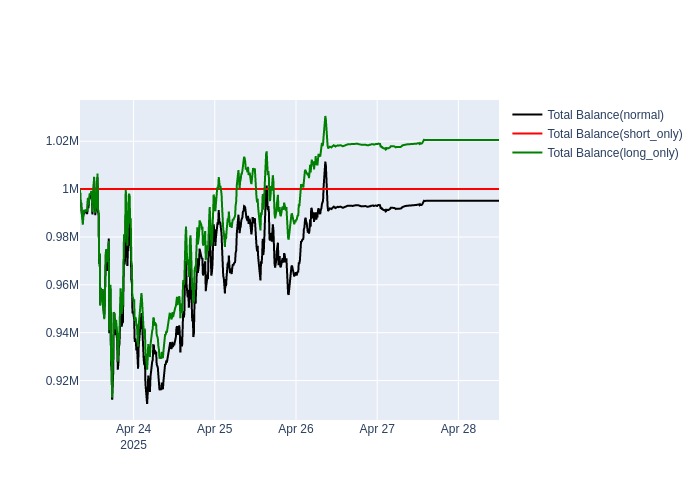 1.02M
1M
0.98M
0.96M
0.94M
0.92M
Apr 24
2025
Apr 25
Apr 26
Apr 27
Apr 28
Total Balance(normal)
Total Balance(short_only)
Total Balance(long_only)